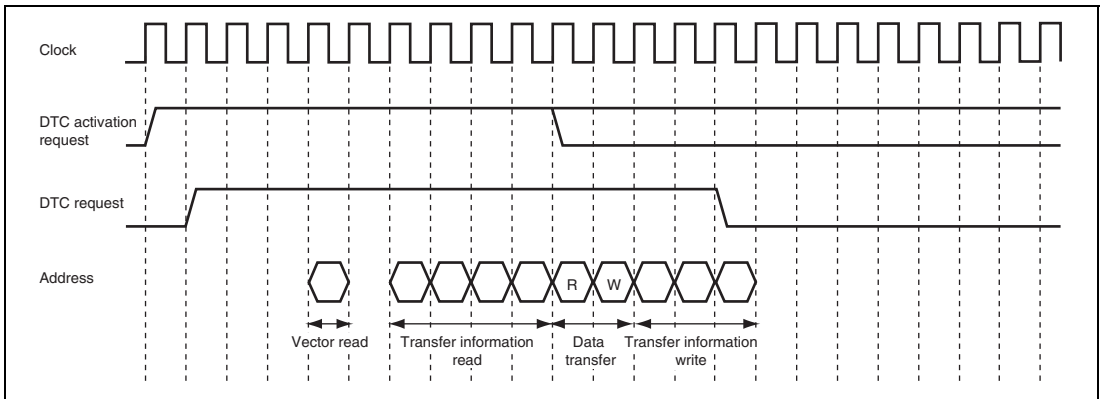 Clock
DTC activation
request
DTC request
Address
R W
Vector read Transfer information Data Transfer information
read transfer write